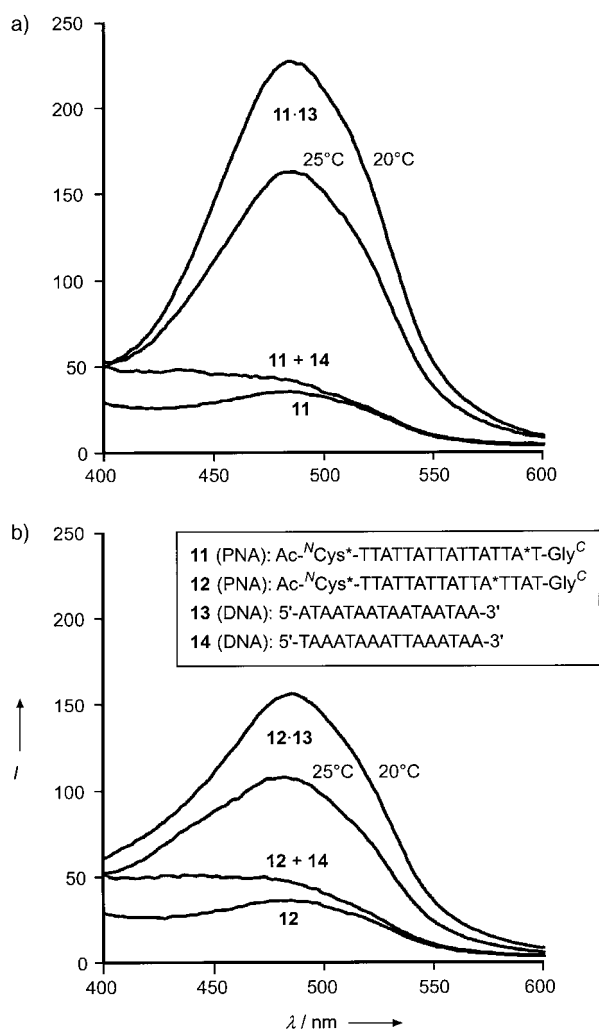 a)
250
200
150
100
50
0
11·13
25°C
20°C
11 + 14
11
400
450
500
550
600
b)
250
200
150
100
50
0
11 (PNA): Ac-NCys*-TTATTATTATTATTA*T-GlyC
12 (PNA): Ac-NCys*-TTATTATTATTA*TTAT-GlyC
13 (DNA): 5'-ATAATAATAATAATAA-3'
14 (DNA): 5'-TAAATAAATTAAATAA-3'
I
12·13
25°C
20°C
12 + 14
12
400
450
500
550
600
λ / nm